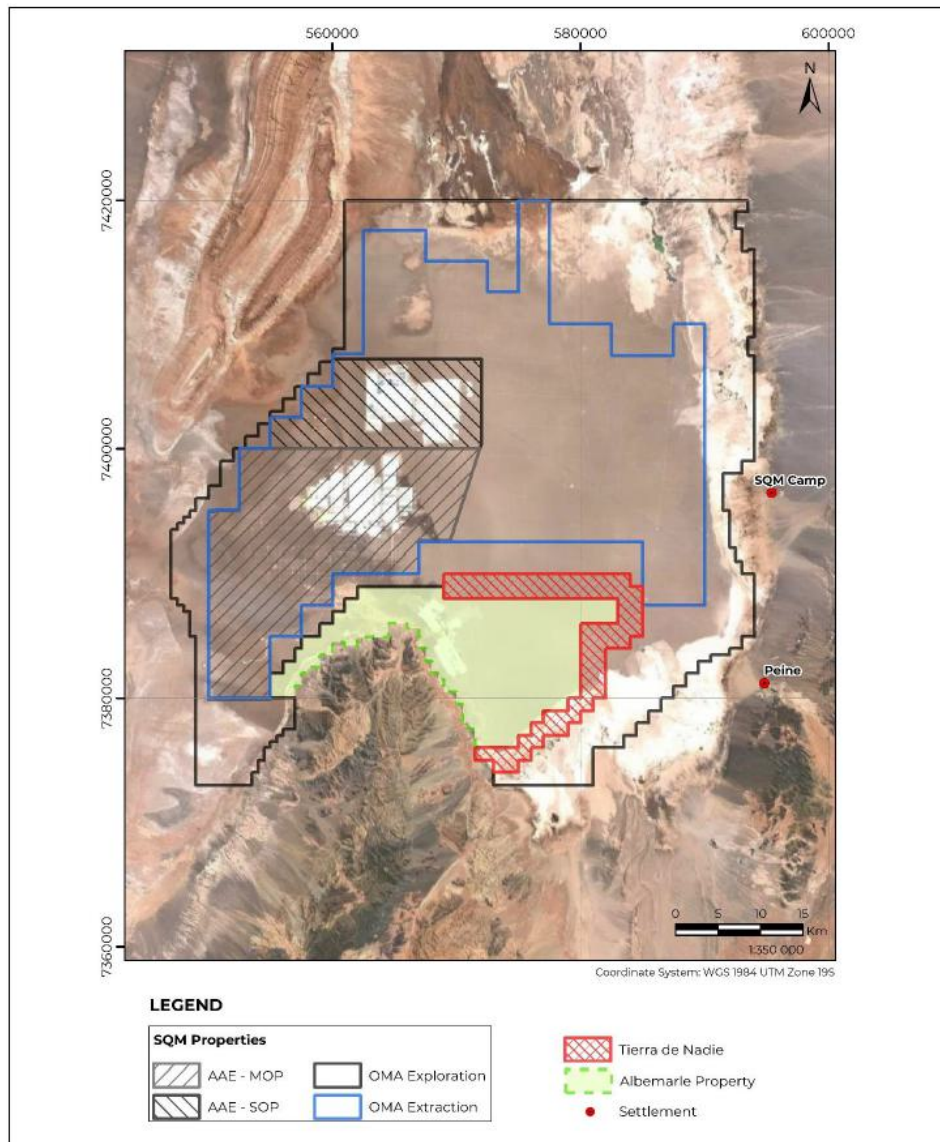 560000 580000 600000
N
7420000
7400000
SQM Camp
7380000
Peine
0 5 10 15
Km
1:350 000
7360000
Coordinate System: WGS 1984 UTM Zone 19S
LEGEND
SQM Properties
AAE - MOP
OMA Exploration
AAE - SOP
OMA Extraction
Tierra de Nadie
Albemarle Property
Settlement